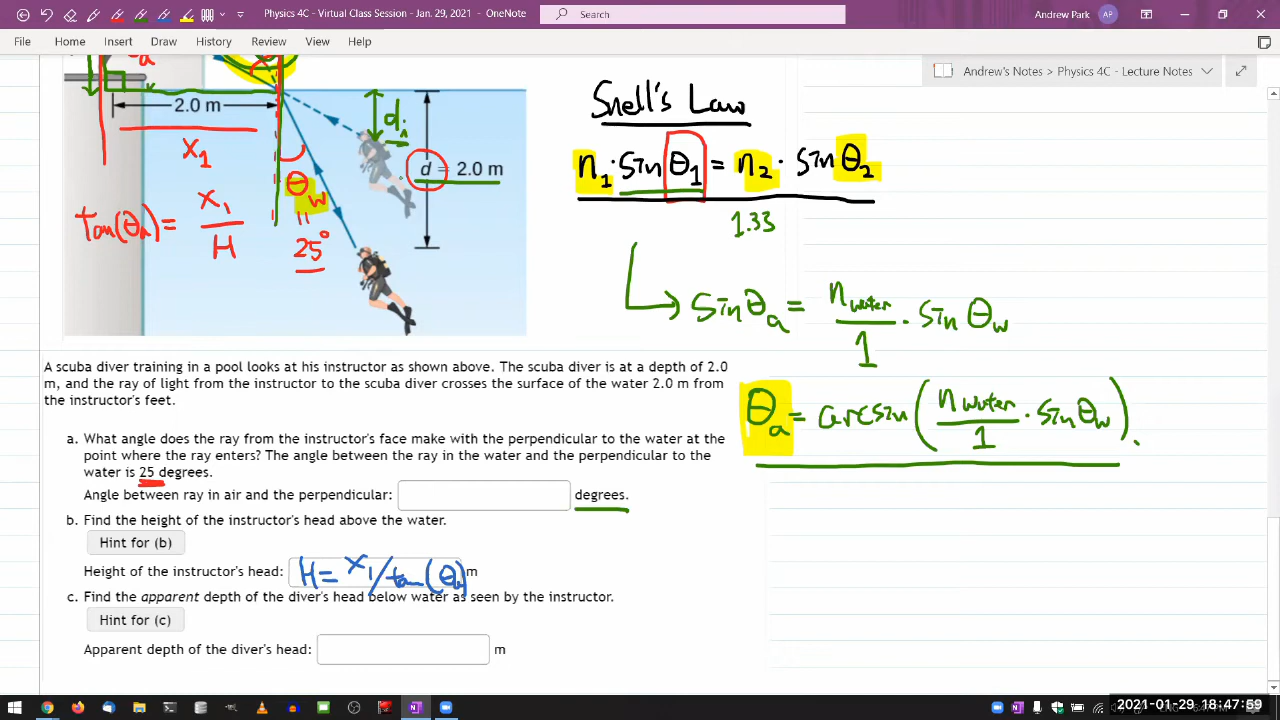 Andrew's Notebook
Andrew Park AP
Physics 4C - Lecture Notes (Winter 2021) - OneNote
Search
File Home Insert Draw History Review View Help
Andrew's Notes » Physics 4C - Lecture Notes
2.0 m
x1
di
d = 2.0 m
θw
=
25°
tan(θa) = x1 / H
Snell's Law
n1 · sin θ1 = n2 · sin θ2
1.33
sin θa = nwater / 1 · sin θw
θa = arcsin ( nwater / 1 · sin θw ).
A scuba diver training in a pool looks at his instructor as shown above. The scuba diver is at a depth of 2.0
m, and the ray of light from the instructor to the scuba diver crosses the surface of the water 2.0 m from
the instructor's feet.
a. What angle does the ray from the instructor's face make with the perpendicular to the water at the
point where the ray enters? The angle between the ray in the water and the perpendicular to the
water is 25 degrees.
Angle between ray in air and the perpendicular: degrees.
b. Find the height of the instructor's head above the water.
Hint for (b)
Height of the instructor's head: H = x1/tan(θa) m
c. Find the apparent depth of the diver's head below water as seen by the instructor.
Hint for (c)
Apparent depth of the diver's head: m
2021-01-29 18:47:59